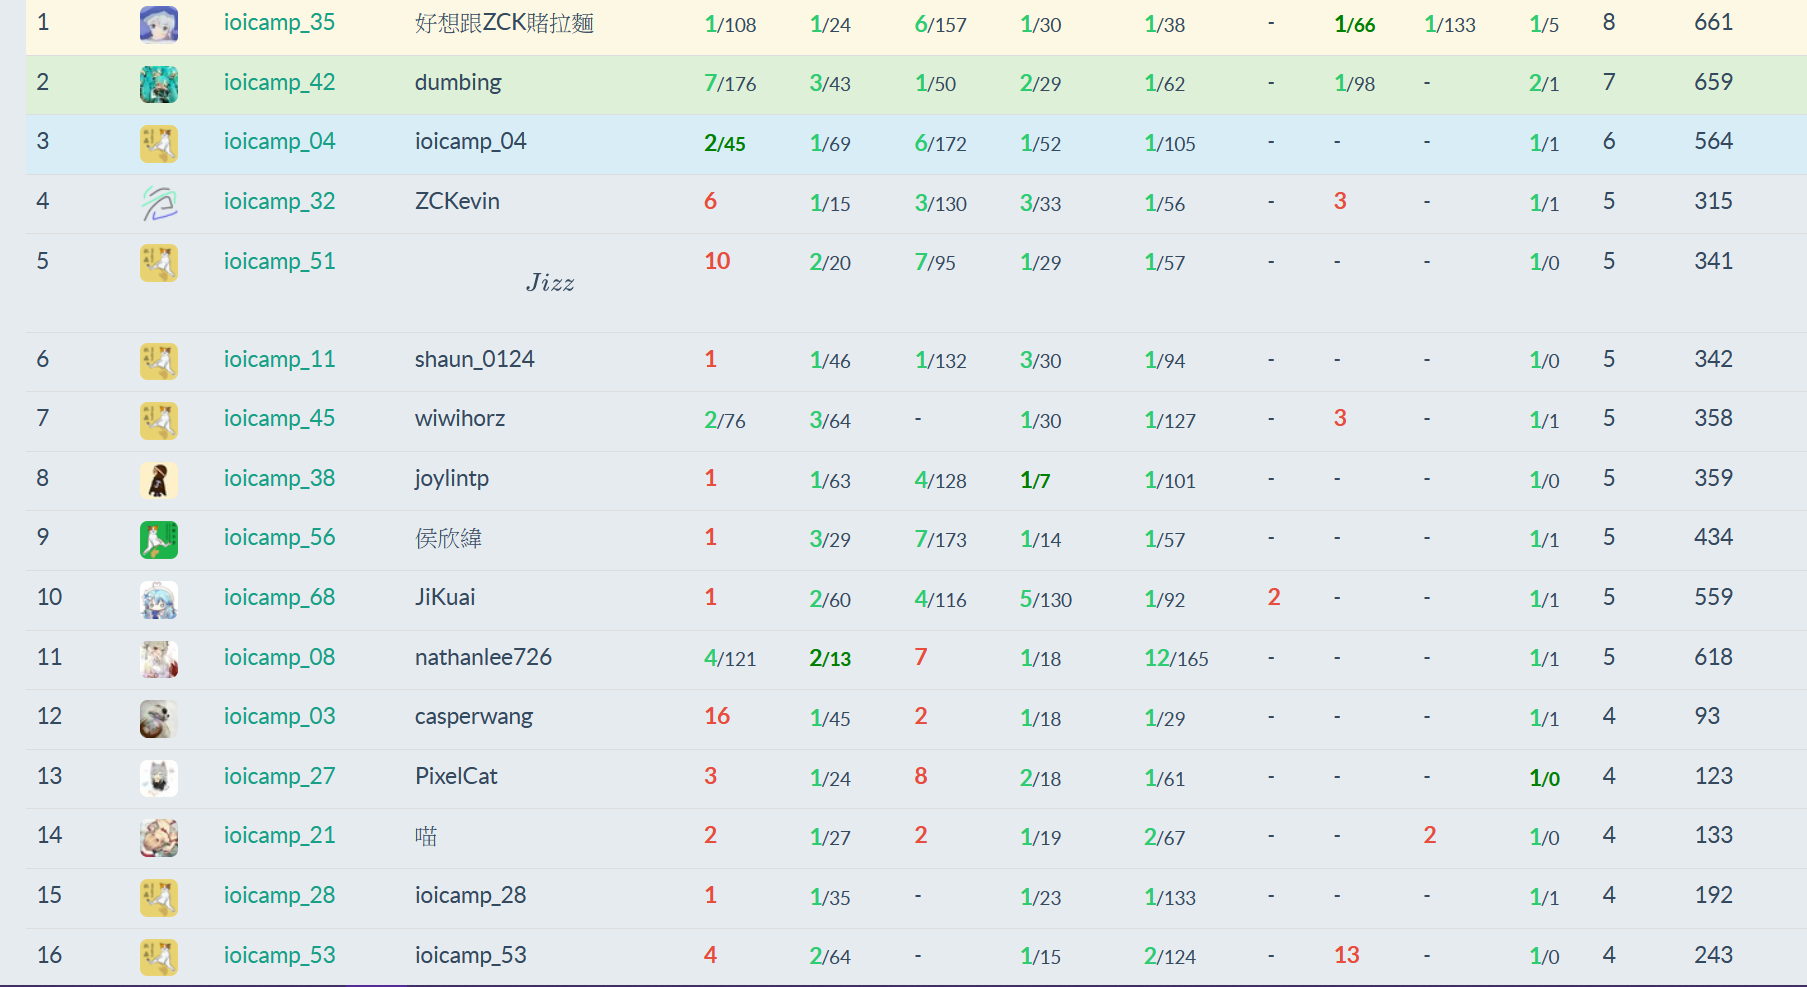 1 ioicamp_35 好想跟ZCK賭拉麵 1/108 1/24 6/157 1/30 1/38 - 1/66 1/133 1/5 8 661
2 ioicamp_42 dumbing 7/176 3/43 1/50 2/29 1/62 - 1/98 - 2/1 7 659
3 ioicamp_04 ioicamp_04 2/45 1/69 6/172 1/52 1/105 - - - 1/1 6 564
4 ioicamp_32 ZCKevin 6 1/15 3/130 3/33 1/56 - 3 - 1/1 5 315
5 ioicamp_51 Jizz 10 2/20 7/95 1/29 1/57 - - - 1/0 5 341
6 ioicamp_11 shaun_0124 1 1/46 1/132 3/30 1/94 - - - 1/0 5 342
7 ioicamp_45 wiwihorz 2/76 3/64 - 1/30 1/127 - 3 - 1/1 5 358
8 ioicamp_38 joylintp 1 1/63 4/128 1/7 1/101 - - - 1/0 5 359
9 ioicamp_56 侯欣緯 1 3/29 7/173 1/14 1/57 - - - 1/1 5 434
10 ioicamp_68 JiKuai 1 2/60 4/116 5/130 1/92 2 - - 1/1 5 559
11 ioicamp_08 nathanlee726 4/121 2/13 7 1/18 12/165 - - - 1/1 5 618
12 ioicamp_03 casperwang 16 1/45 2 1/18 1/29 - - - 1/1 4 93
13 ioicamp_27 PixelCat 3 1/24 8 2/18 1/61 - - - 1/0 4 123
14 ioicamp_21 喵 2 1/27 2 1/19 2/67 - - 2 1/0 4 133
15 ioicamp_28 ioicamp_28 1 1/35 - 1/23 1/133 - - - 1/1 4 192
16 ioicamp_53 ioicamp_53 4 2/64 - 1/15 2/124 - 13 - 1/0 4 243